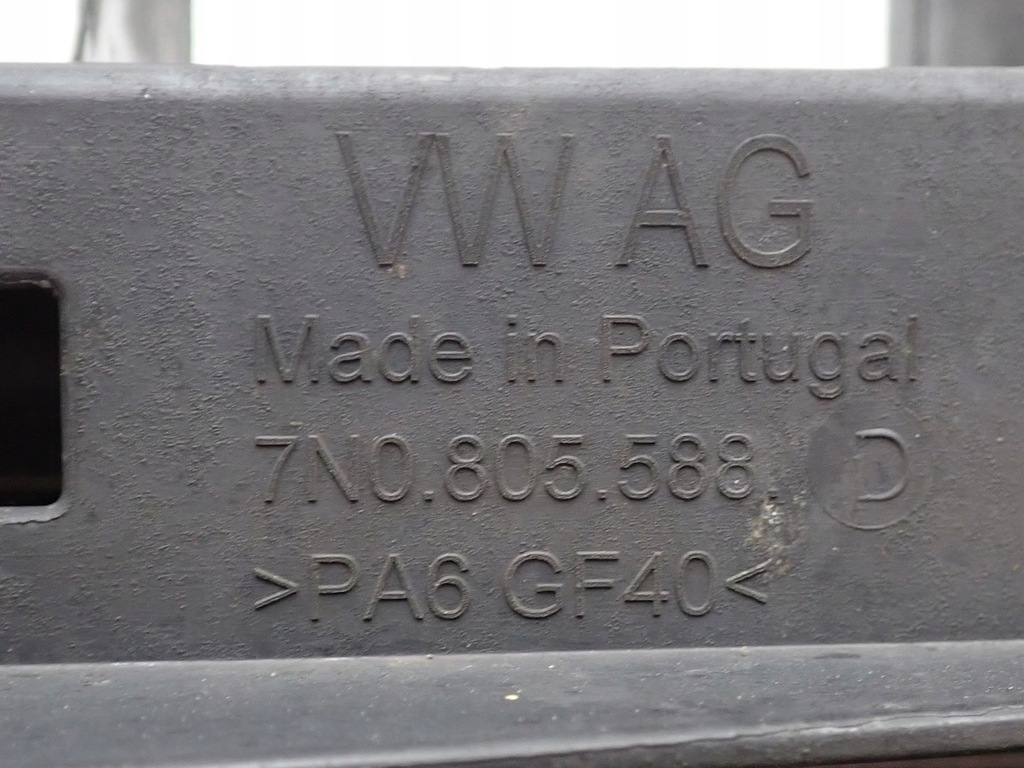 VW AG
Made in Portugal
7N0.805.588. D
>PA6 GF40<